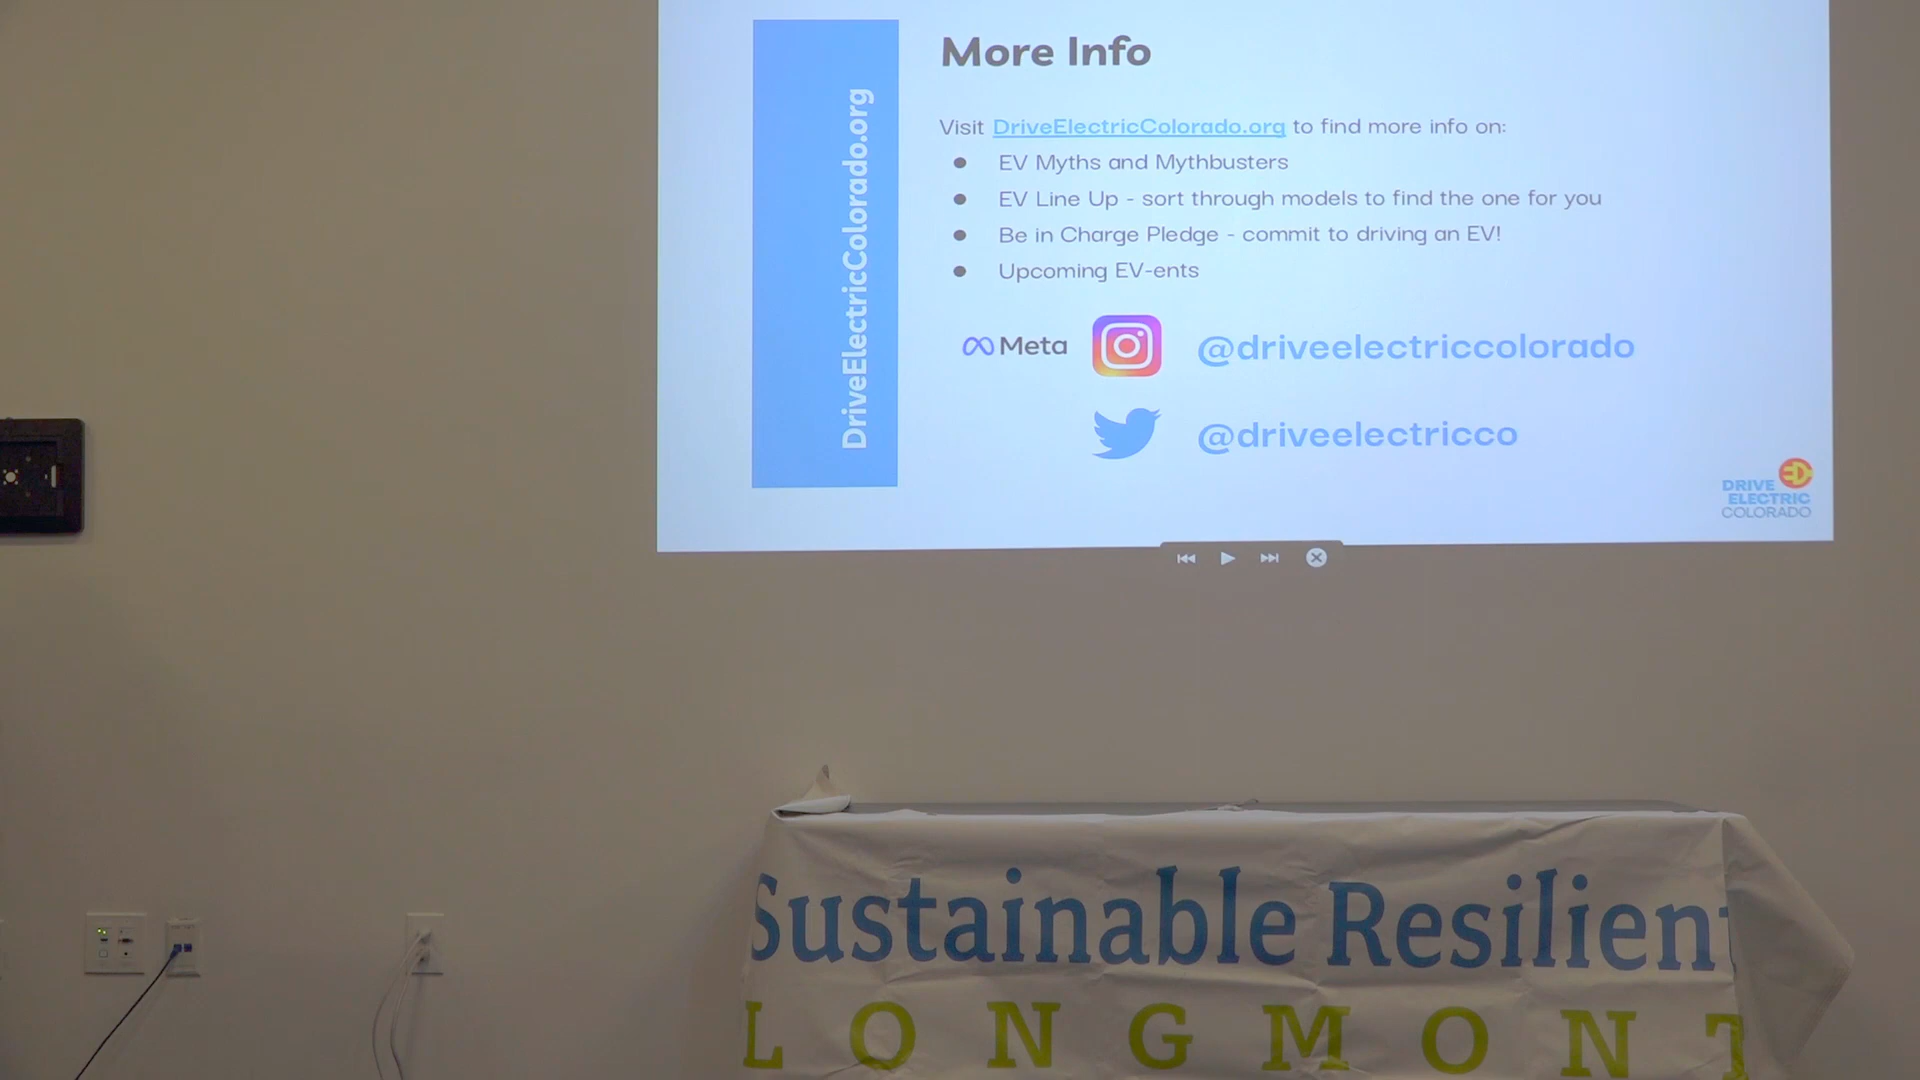 More Info
DriveElectricColorado.org
Visit DriveElectricColorado.org to find more info on:
● EV Myths and Mythbusters
● EV Line Up - sort through models to find the one for you
● Be in Charge Pledge - commit to driving an EV!
● Upcoming EV-ents
Meta @driveelectriccolorado
@driveelectricco
DRIVE
ELECTRIC
COLORADO
Sustainable Resilient
LONGMONT